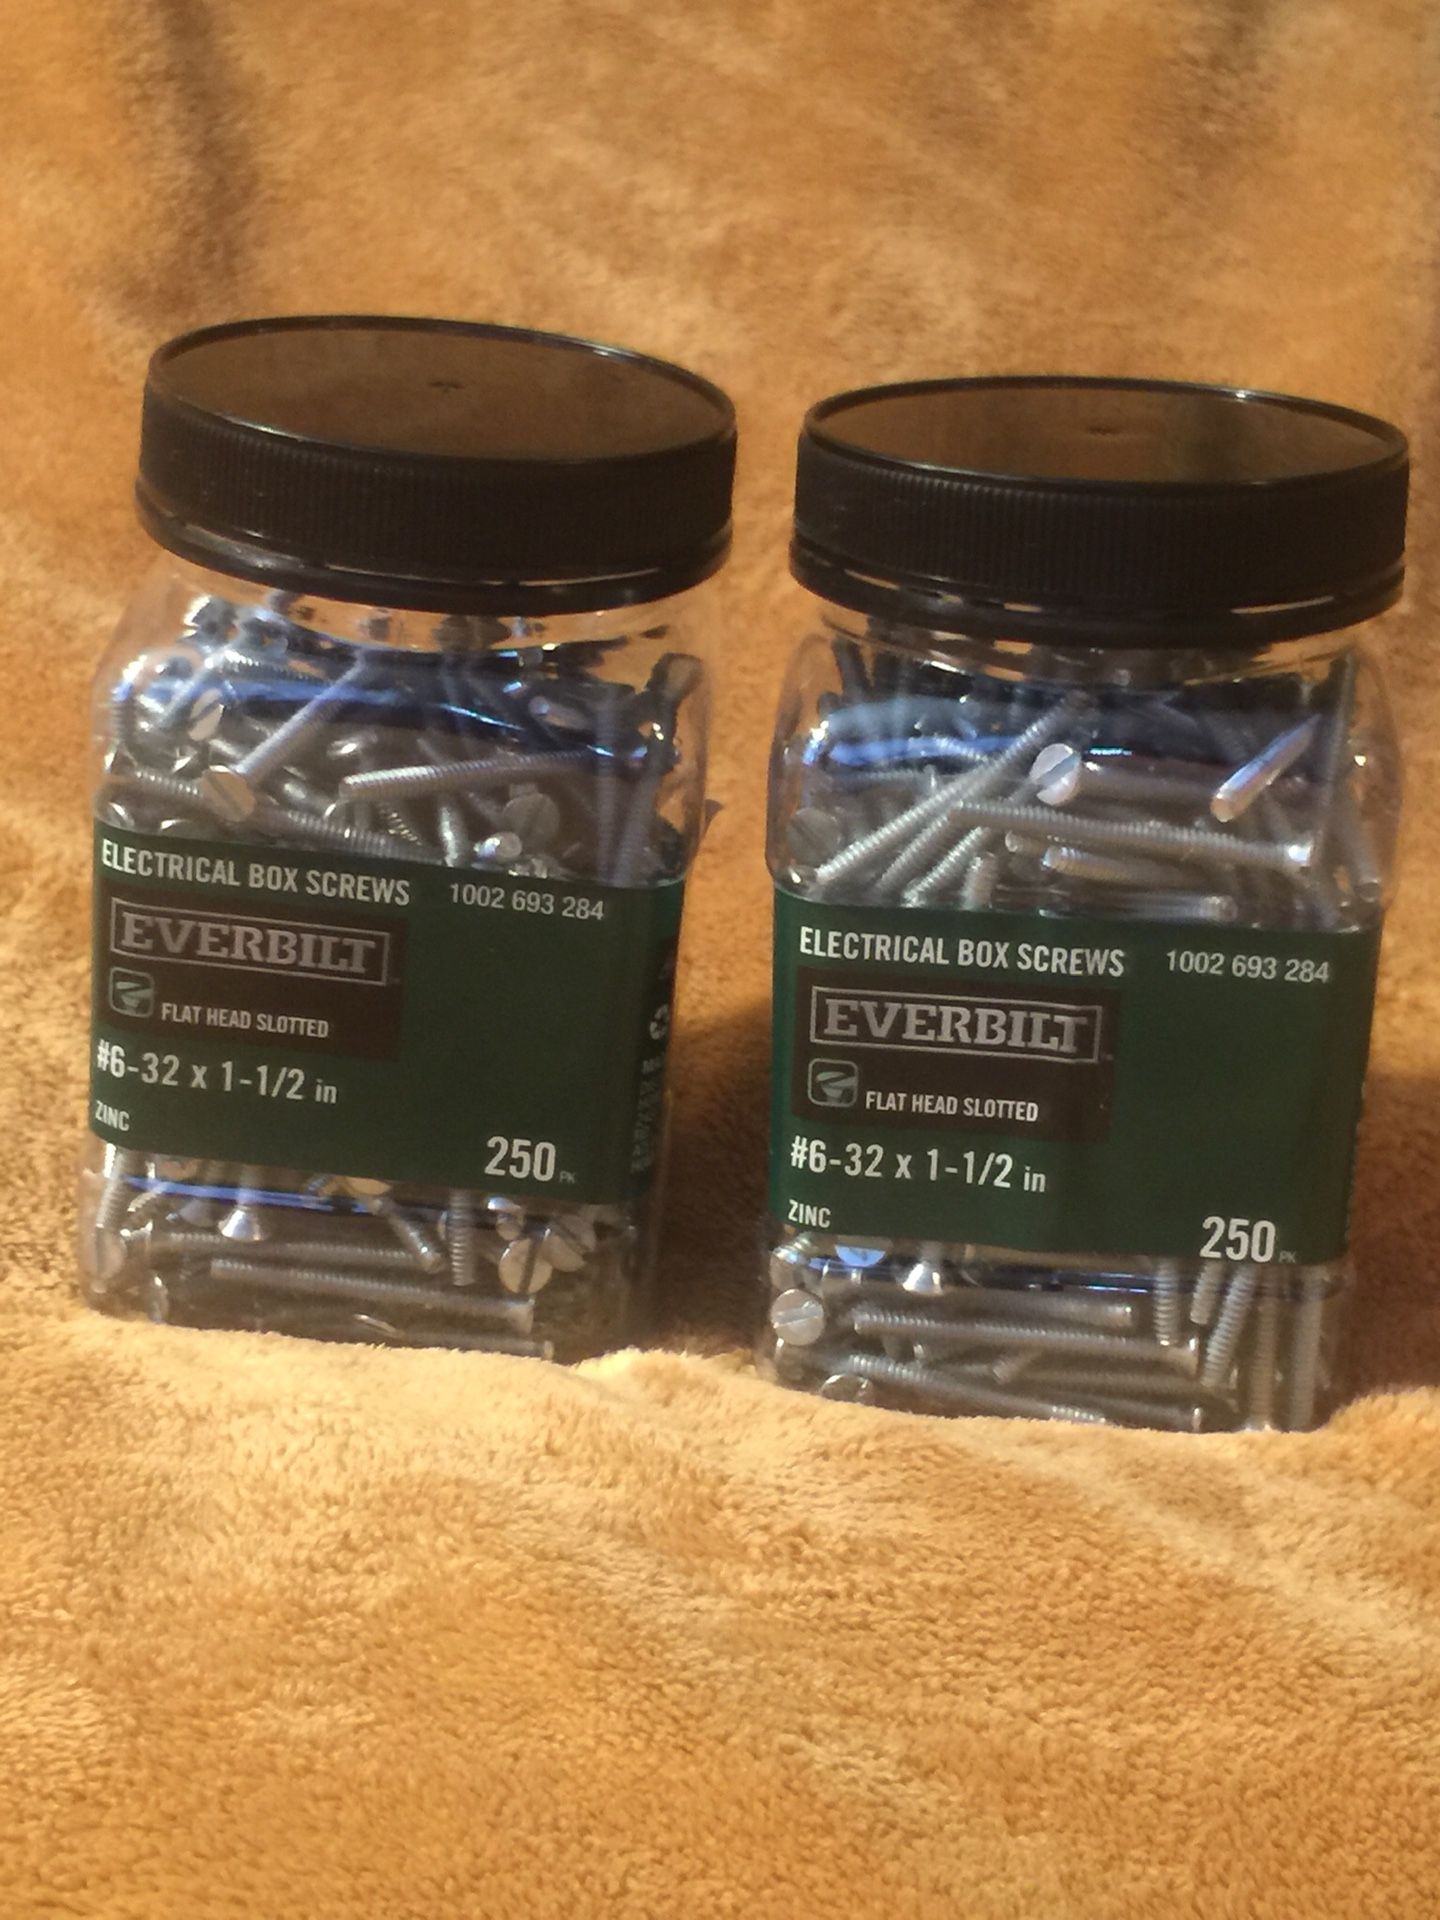 ELECTRICAL BOX SCREWS 1002 693 284
EVERBILT
FLAT HEAD SLOTTED
#6-32 x 1-1/2 in
ZINC
250 PK
ELECTRICAL BOX SCREWS 1002 693 284
EVERBILT
FLAT HEAD SLOTTED
#6-32 x 1-1/2 in
ZINC
250 PK